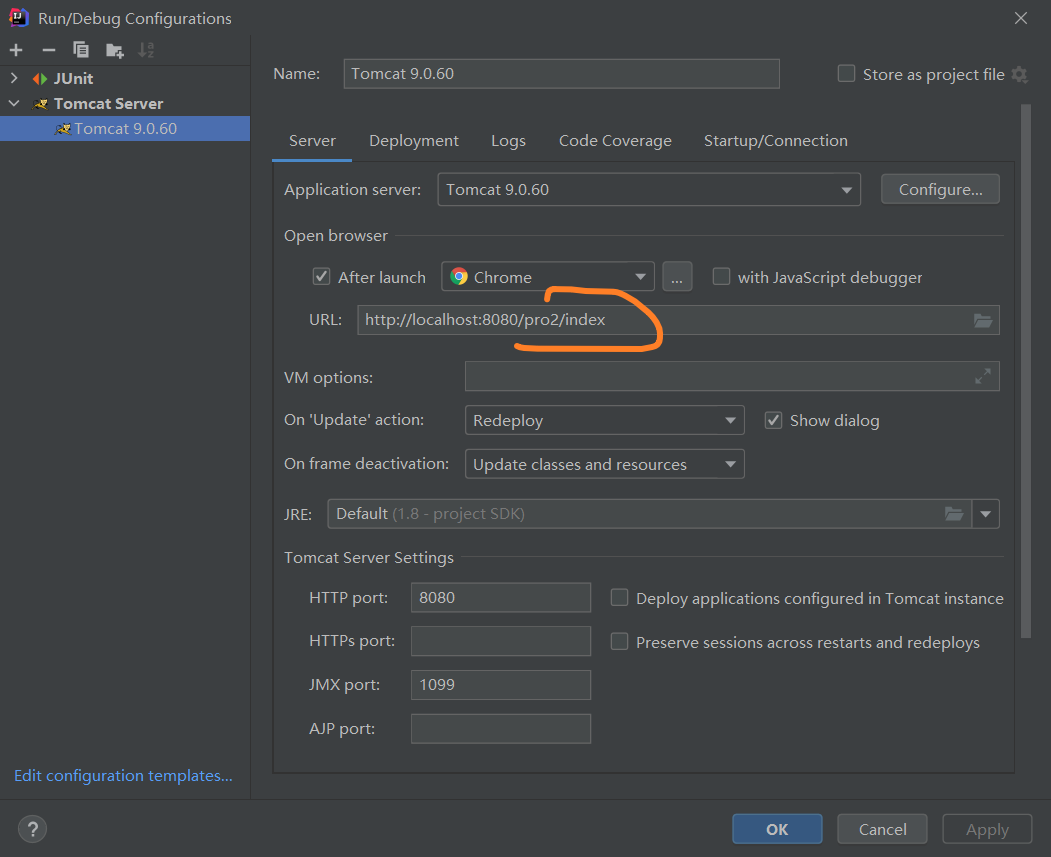 Run/Debug Configurations
JUnit
Tomcat Server
Tomcat 9.0.60
Edit configuration templates...
Name: Tomcat 9.0.60 Store as project file
Server Deployment Logs Code Coverage Startup/Connection
Application server: Tomcat 9.0.60 Configure...
Open browser
After launch Chrome ... with JavaScript debugger
URL: http://localhost:8080/pro2/index
VM options:
On 'Update' action: Redeploy Show dialog
On frame deactivation: Update classes and resources
JRE: Default (1.8 - project SDK)
Tomcat Server Settings
HTTP port: 8080 Deploy applications configured in Tomcat instance
HTTPs port: Preserve sessions across restarts and redeploys
JMX port: 1099
AJP port:
? OK Cancel Apply